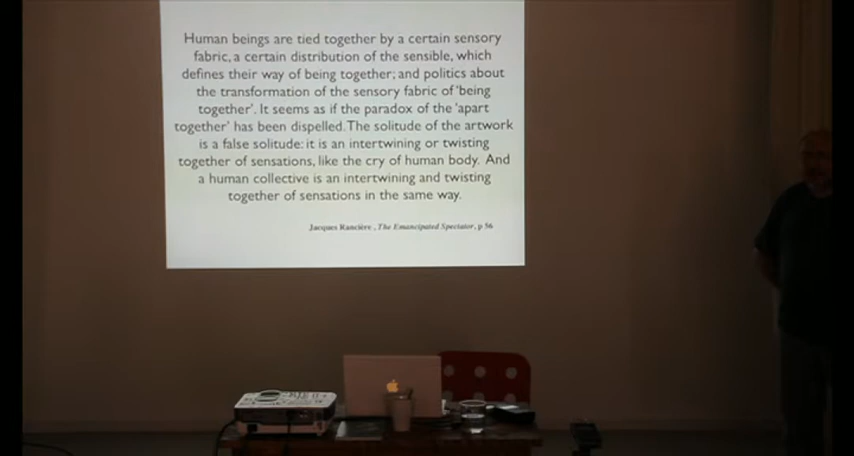 Human beings are tied together by a certain sensory
fabric, a certain distribution of the sensible, which
defines their way of being together; and politics about
the transformation of the sensory fabric of 'being
together'. It seems as if the paradox of the 'apart
together' has been dispelled. The solitude of the artwork
is a false solitude: it is an intertwining or twisting
together of sensations, like the cry of human body. And
a human collective is an intertwining and twisting
together of sensations in the same way.
Jacques Rancière , The Emancipated Spectator, p 56